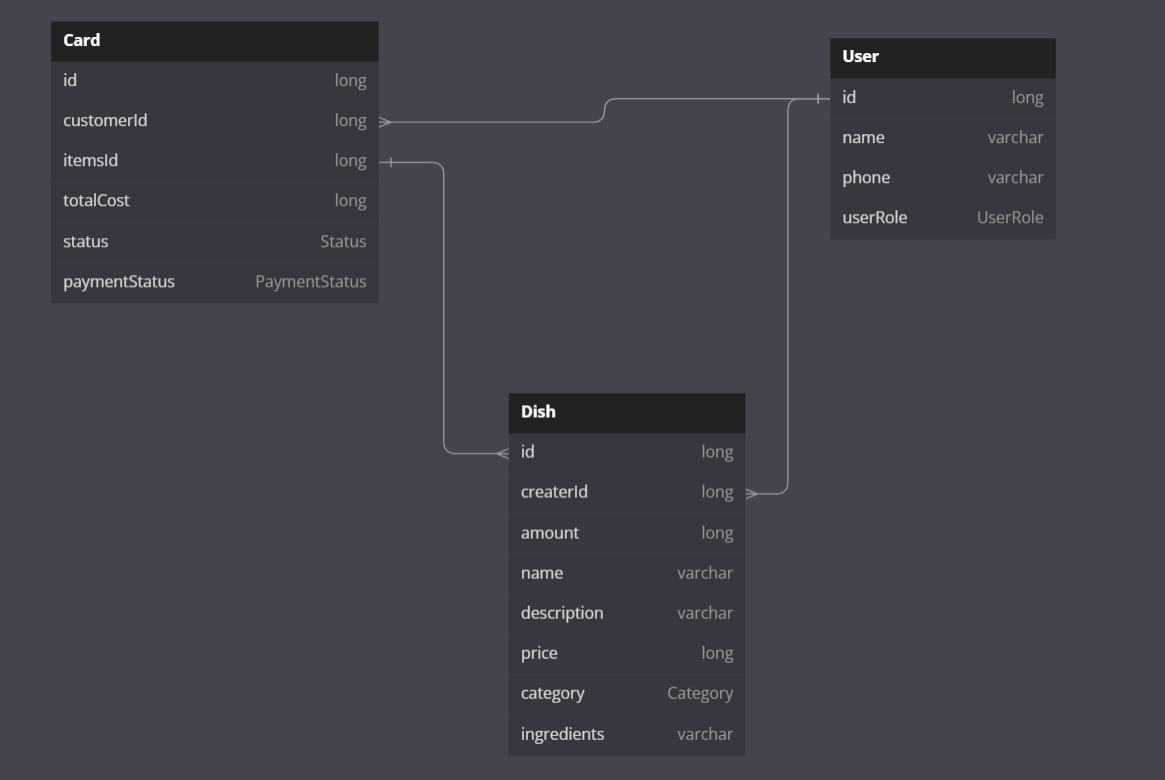 Card
id long
customerId long
itemsId long
totalCost long
status Status
paymentStatus PaymentStatus
User
id long
name varchar
phone varchar
userRole UserRole
Dish
id long
createrId long
amount long
name varchar
description varchar
price long
category Category
ingredients varchar